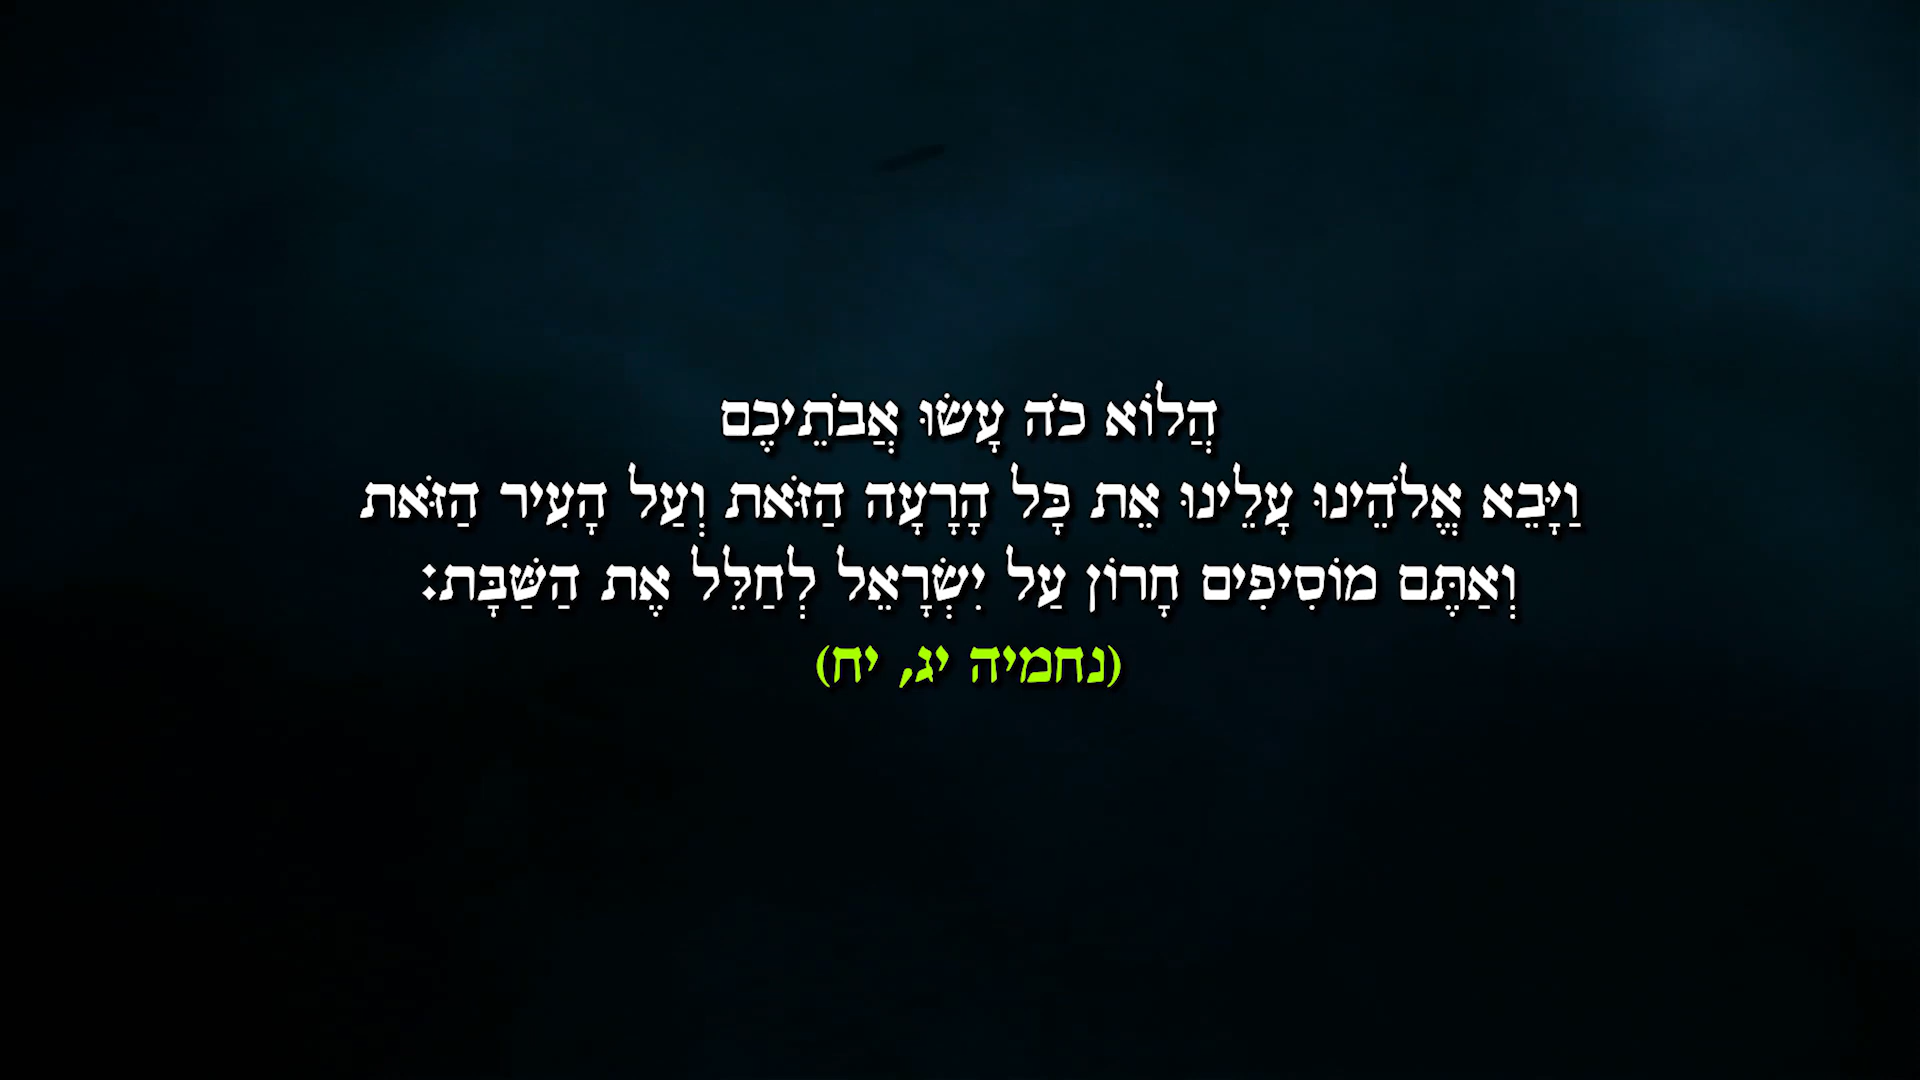 הֲלוֹא כֹה עָשׂוּ אֲבֹתֵיכֶם
וַיָּבֵא אֱלֹהֵינוּ עָלֵינוּ אֵת כָּל הָרָעָה הַזֹּאת וְעַל הָעִיר הַזֹּאת
וְאַתֶּם מוֹסִיפִים חָרוֹן עַל יִשְׂרָאֵל לְחַלֵּל אֶת הַשַּׁבָּת:
(נחמיה יג, יח)